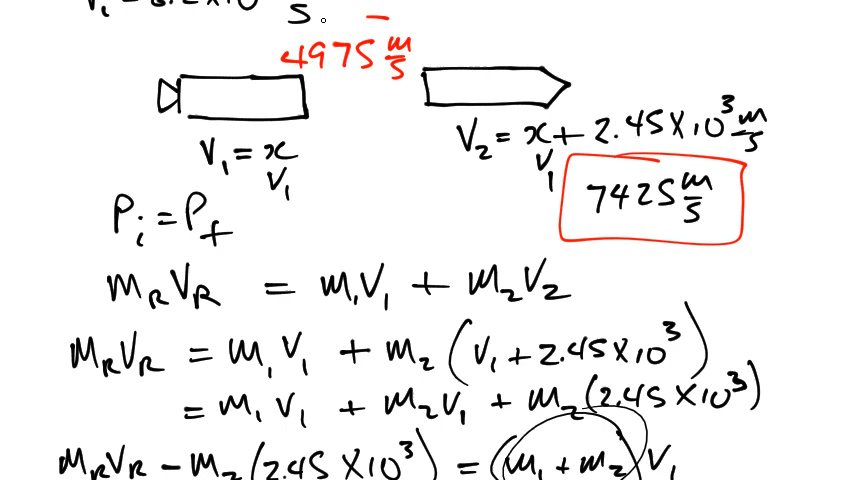 4975 m/s
V₁ = x
V₁
V₂ = x + 2.45 × 10³ m/s
V₁
7425 m/s
Pᵢ = P_f
m_R V_R = m₁V₁ + m₂V₂
m_R V_R = m₁V₁ + m₂(V₁ + 2.45 × 10³)
= m₁V₁ + m₂V₁ + m₂(2.45 × 10³)
m_R V_R − m₂(2.45 × 10³) = (m₁ + m₂)V₁